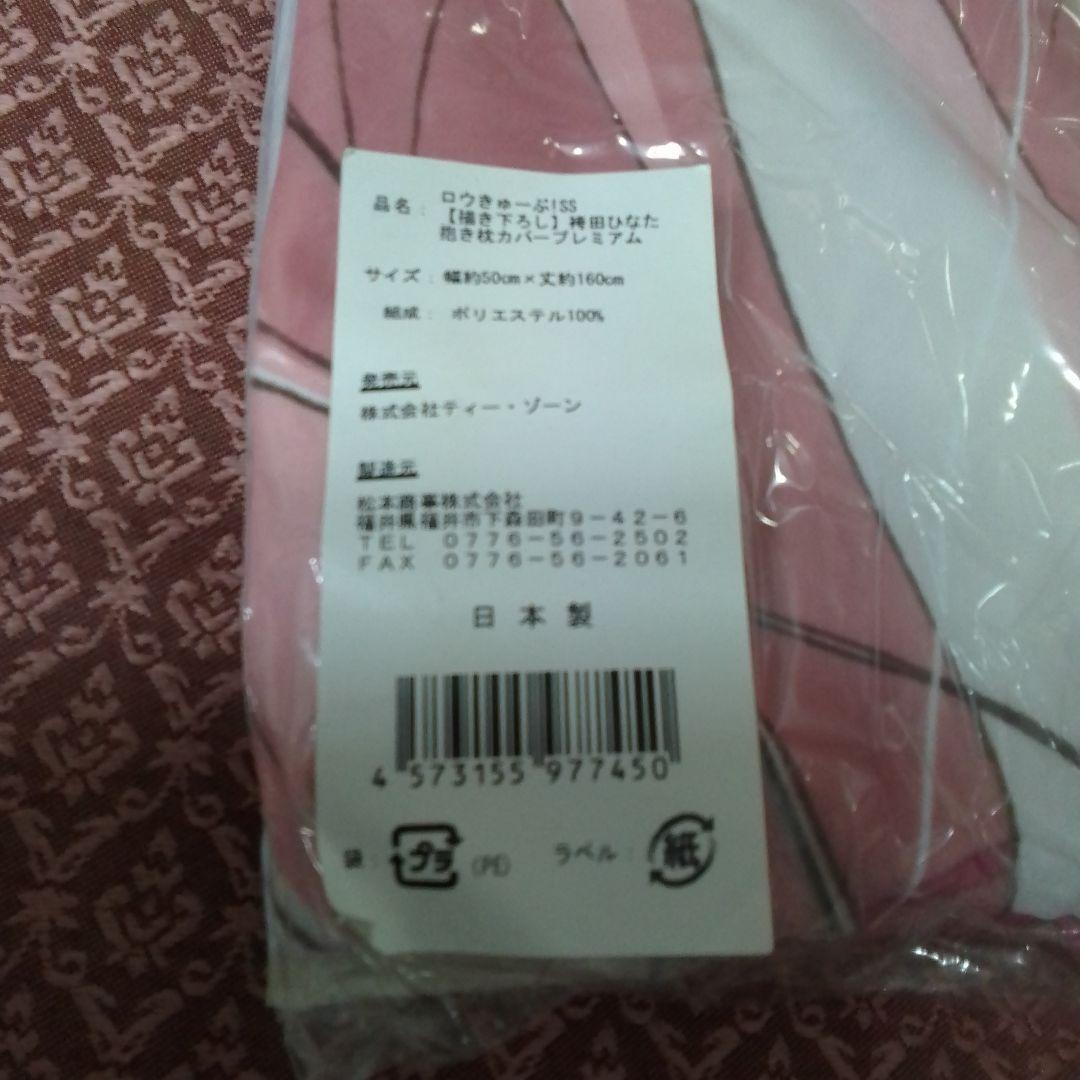 品名： ロウきゅーぶ!SS
【描き下ろし】袴田ひなた
抱き枕カバープレミアム
サイズ：幅約50cm×丈約160cm
組成： ポリエステル100%
発売元
株式会社ティー・ゾーン
製造元
松本商事株式会社
福井県福井市下森田町９－４２－６
ＴＥＬ ０７７６－５６－２５０２
ＦＡＸ ０７７６－５６－２０６１
日本製
4 573155 977450
袋： プラ (PE) ラベル： 紙